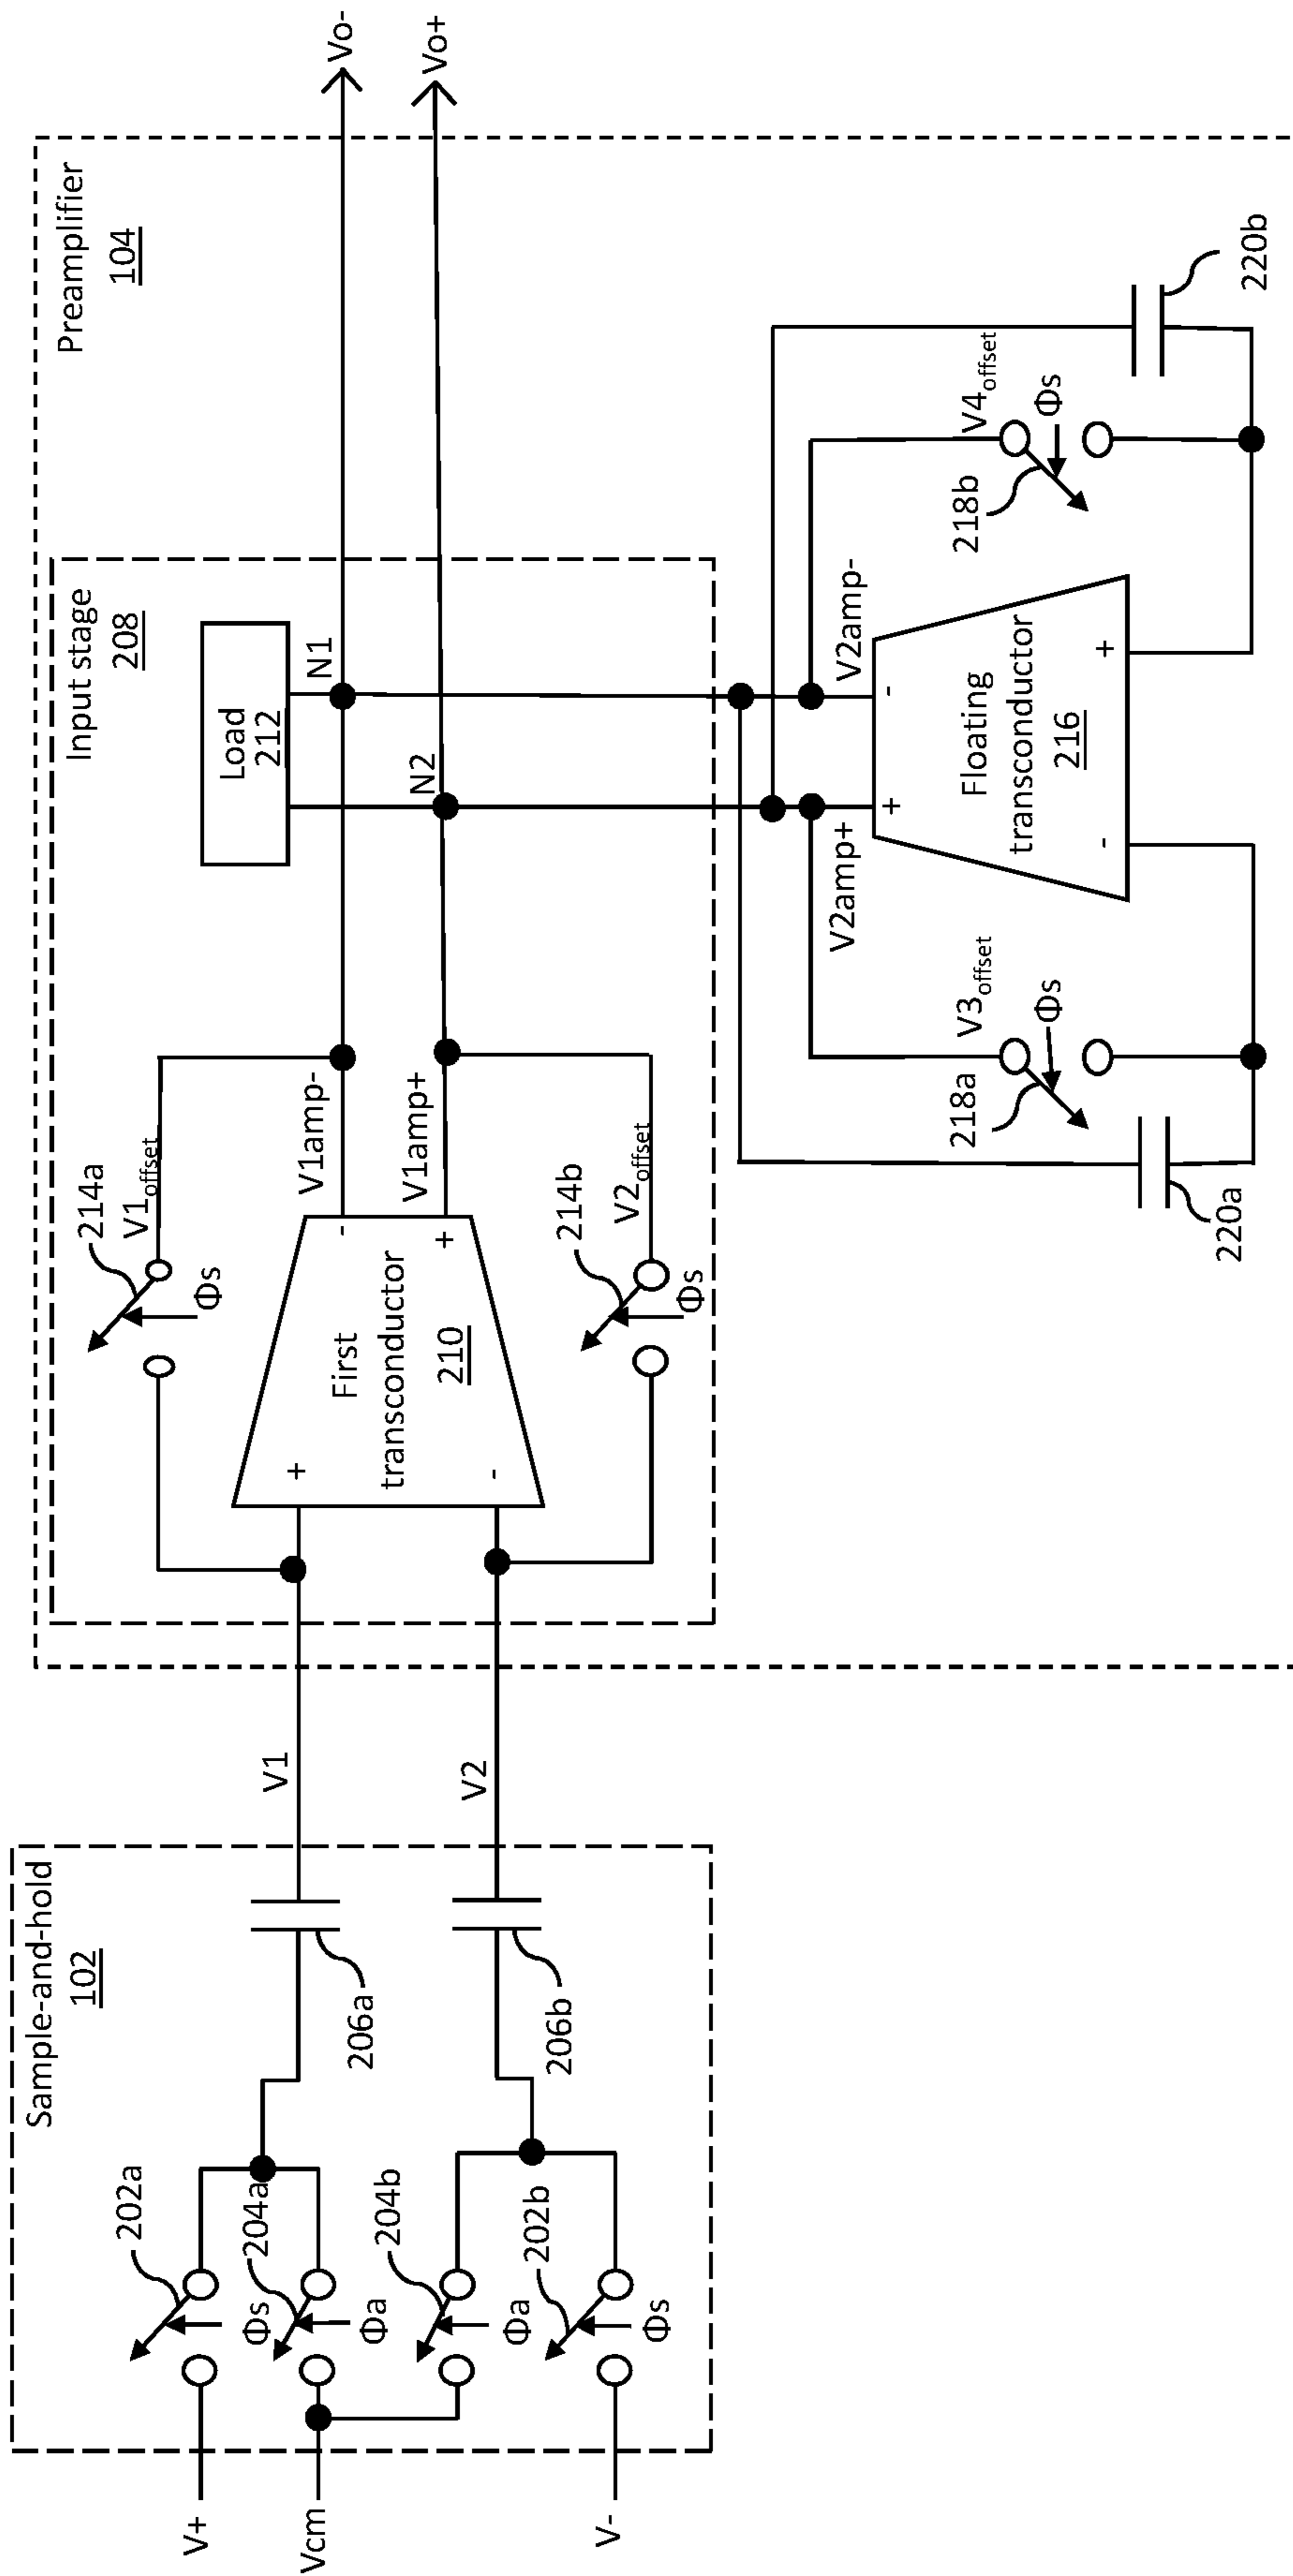 Sample-and-hold
102
V+
Vcm
V-
202a
Φs
204a
Φa
204b
Φa
202b
Φs
206a
206b
V1
V2
Preamplifier
104
Input stage
208
214a
V1offset
Φs
First
transconductor
210
+
-
-
+
V1amp-
V1amp+
214b
V2offset
Φs
Load
212
N1
N2
Vo-
Vo+
V2amp+
V2amp-
+
-
Floating
transconductor
216
-
+
V3offset
218a
Φs
220a
V4offset
218b
Φs
220b